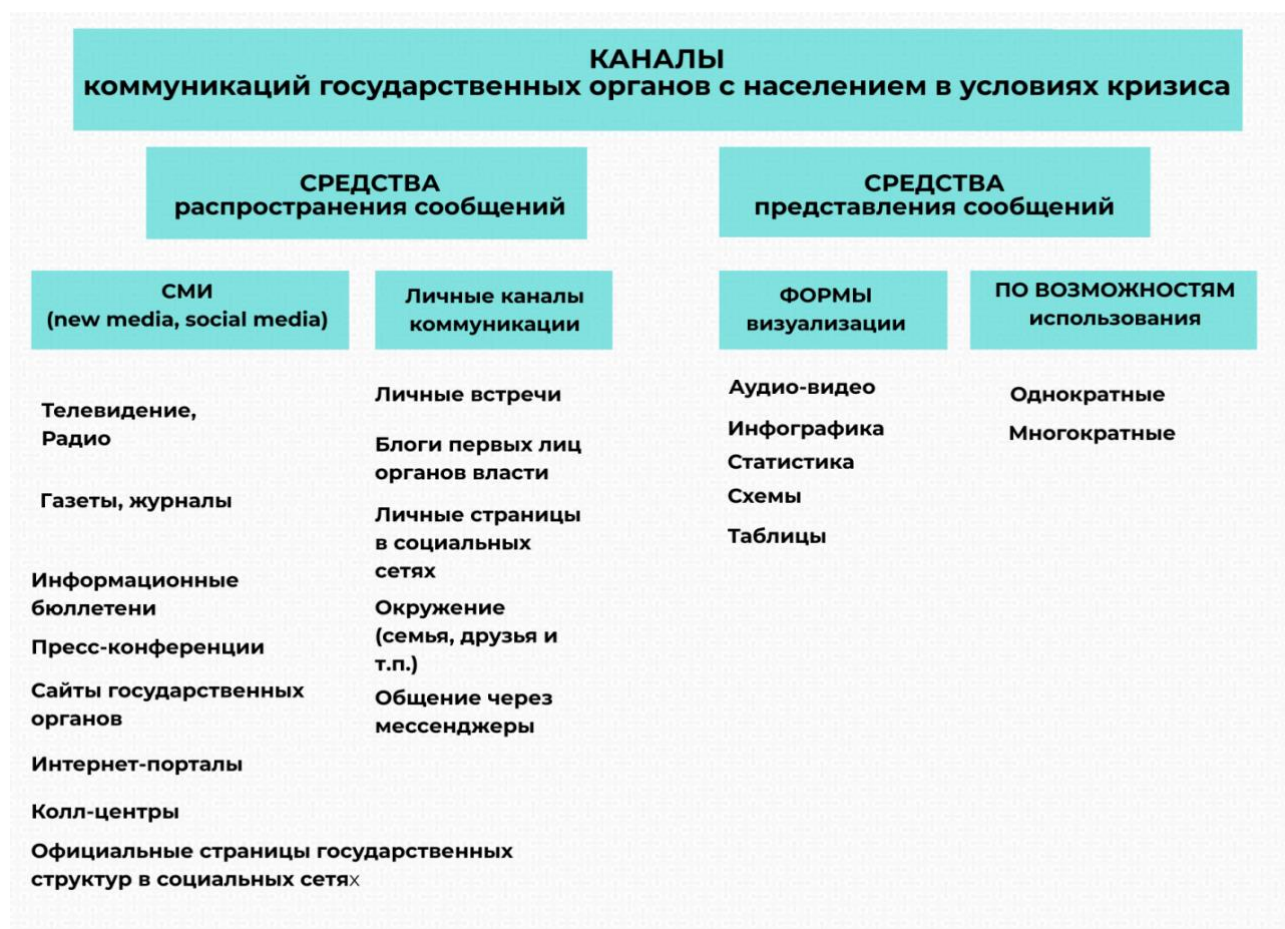 КАНАЛЫ
коммуникаций государственных органов с населением в условиях кризиса
СРЕДСТВА
распространения сообщений
СРЕДСТВА
представления сообщений
СМИ
(new media, social media)
Личные каналы
коммуникации
ФОРМЫ
визуализации
ПО ВОЗМОЖНОСТЯМ
использования
Телевидение,
Радио
Газеты, журналы
Информационные
бюллетени
Пресс-конференции
Сайты государственных
органов
Интернет-порталы
Колл-центры
Официальные страницы государственных
структур в социальных сетях
Личные встречи
Блоги первых лиц
органов власти
Личные страницы
в социальных
сетях
Окружение
(семья, друзья и
т.п.)
Общение через
мессенджеры
Аудио-видео
Инфографика
Статистика
Схемы
Таблицы
Однократные
Многократные